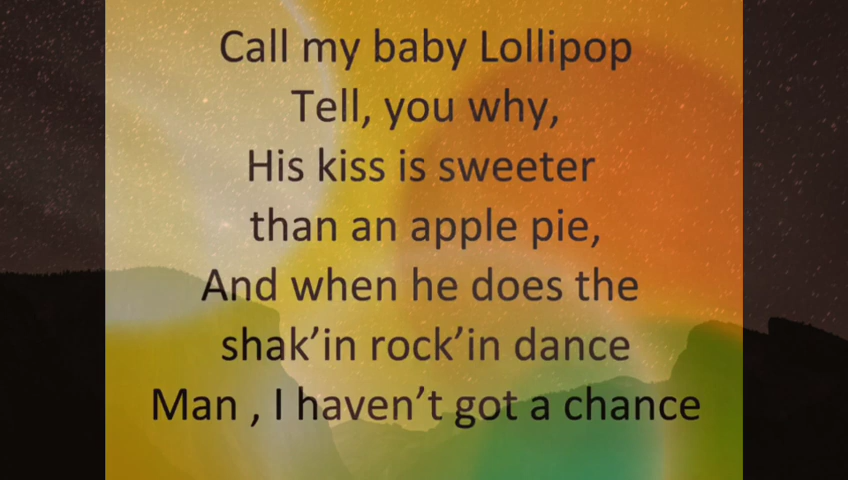 Call my baby Lollipop
Tell, you why,
His kiss is sweeter
than an apple pie,
And when he does the
shak’in rock’in dance
Man , I haven’t got a chance